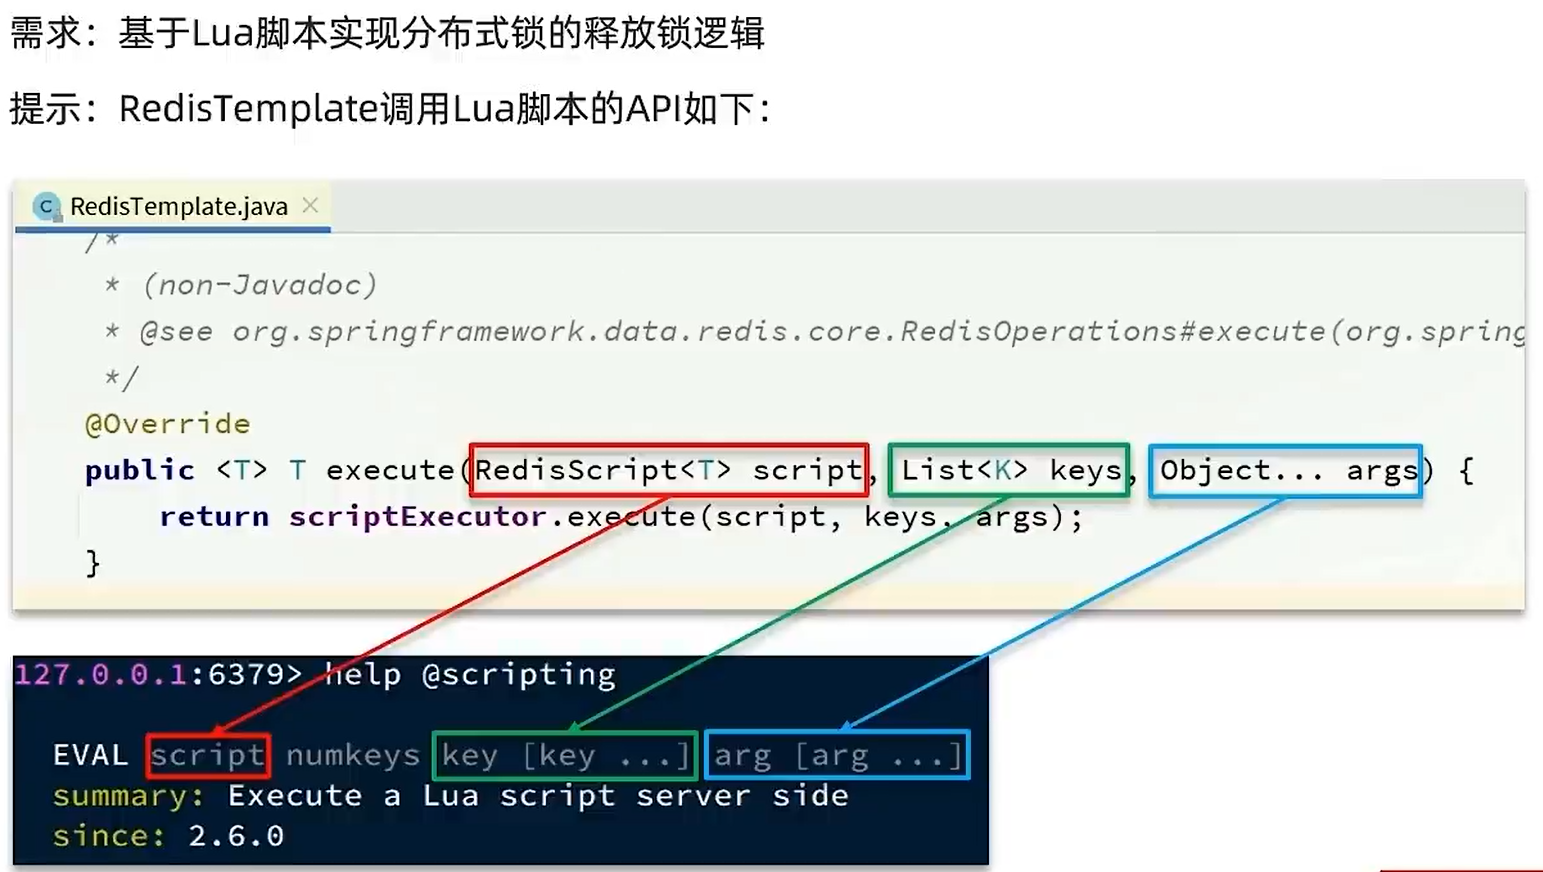 需求：基于Lua脚本实现分布式锁的释放锁逻辑
提示：RedisTemplate调用Lua脚本的API如下：
RedisTemplate.java
/*
* (non-Javadoc)
* @see org.springframework.data.redis.core.RedisOperations#execute(org.spring
*/
@Override
public <T> T execute(RedisScript<T> script, List<K> keys, Object... args) {
return scriptExecutor.execute(script, keys, args);
}
127.0.0.1:6379> help @scripting
EVAL script numkeys key [key ...] arg [arg ...]
summary: Execute a Lua script server side
since: 2.6.0